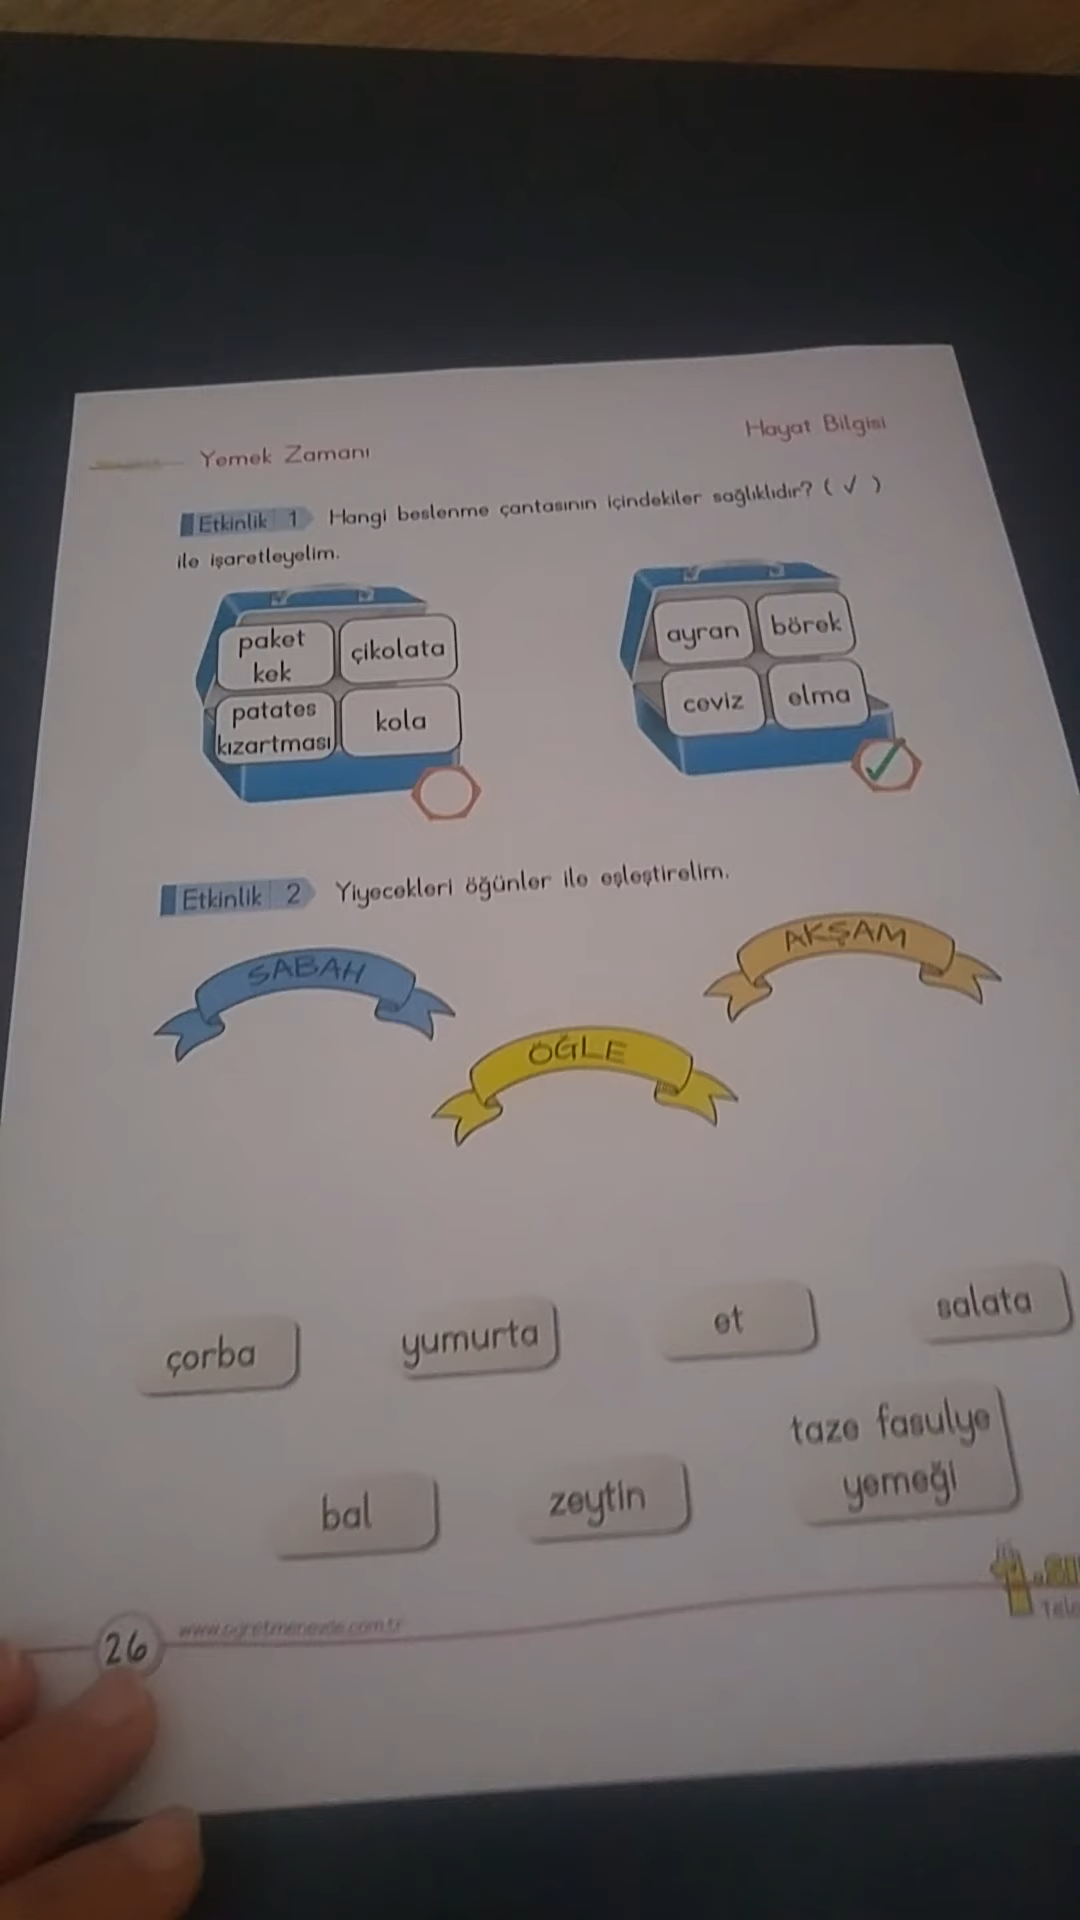 Yemek Zamanı
Hayat Bilgisi
Etkinlik 1 Hangi beslenme çantasının içindekiler sağlıklıdır? ( ✓ )
ile işaretleyelim.
paket
kek
çikolata
patates
kızartması
kola
ayran
börek
ceviz
elma
Etkinlik 2 Yiyecekleri öğünler ile eşleştirelim.
SABAH
AKŞAM
ÖĞLE
çorba
yumurta
et
salata
bal
zeytin
taze fasulye
yemeği
26